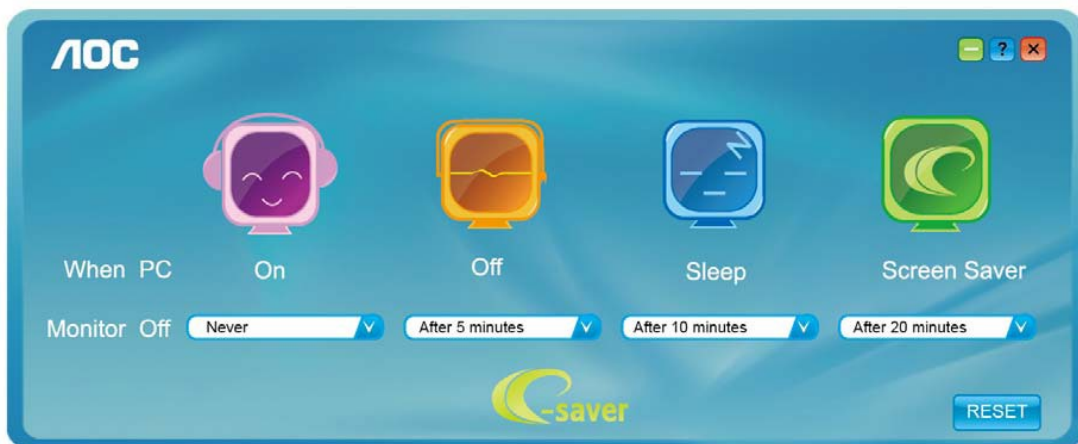 AOC
?
When PC On Off Sleep Screen Saver
Monitor Off Never After 5 minutes After 10 minutes After 20 minutes
e-saver
RESET